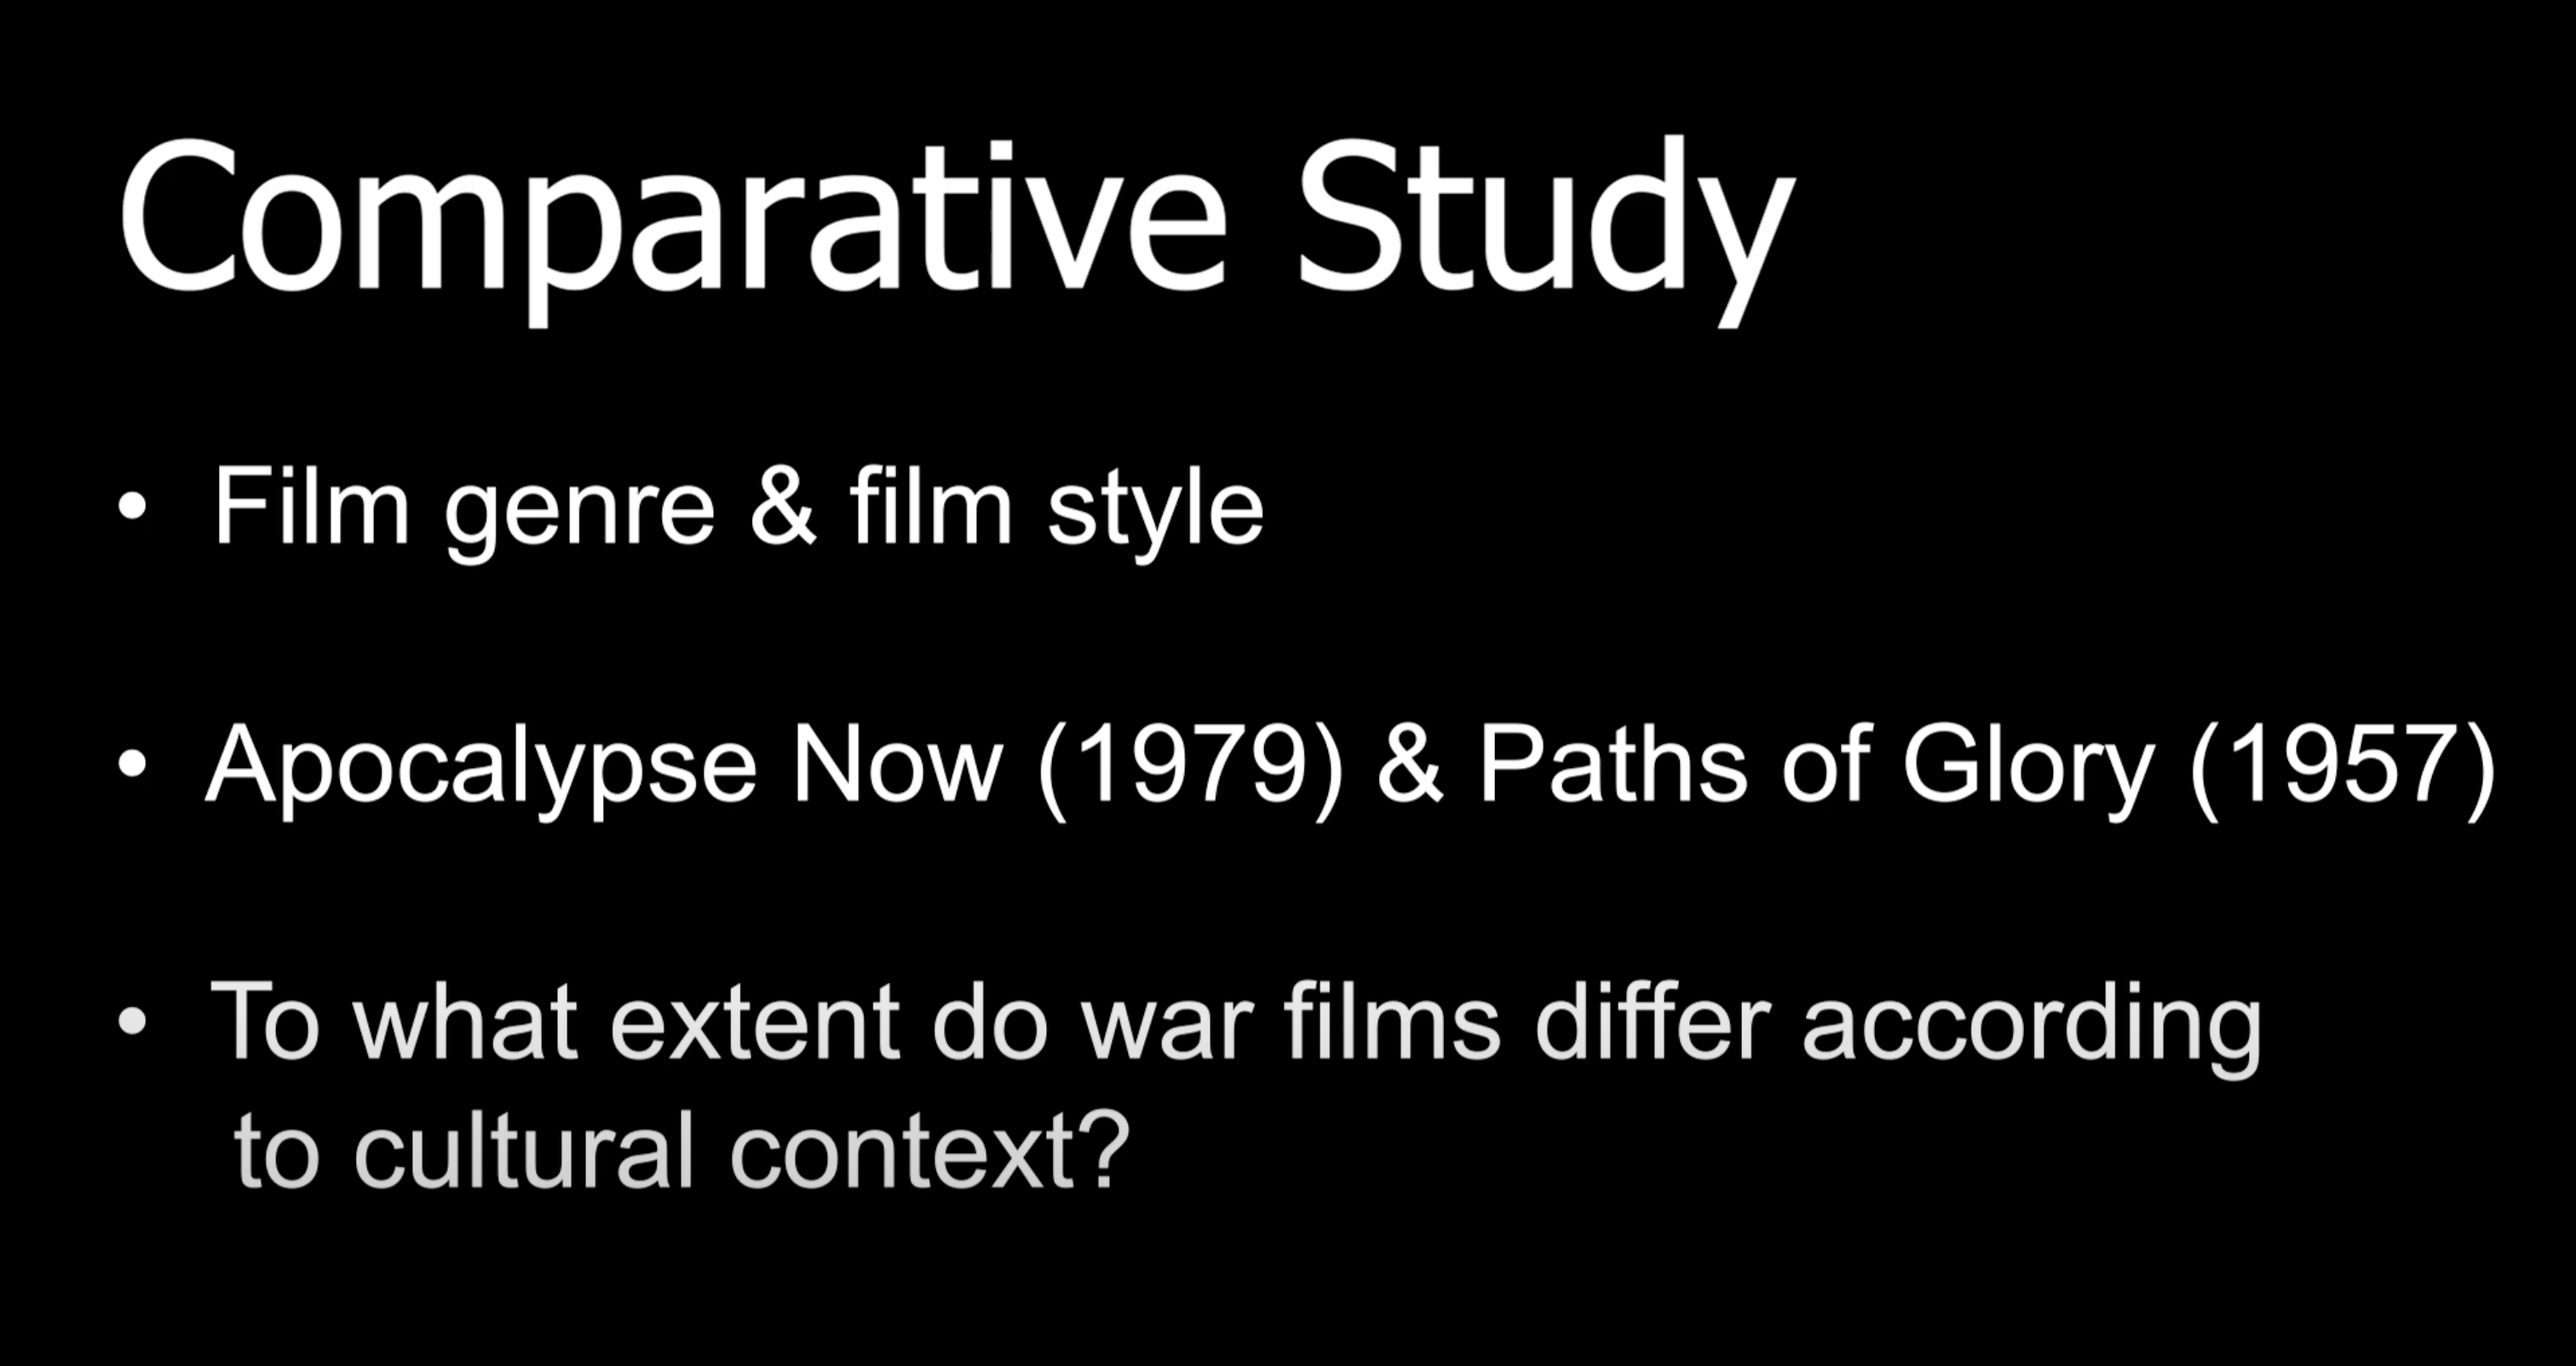 Comparative Study
• Film genre & film style
• Apocalypse Now (1979) & Paths of Glory (1957)
• To what extent do war films differ according
to cultural context?